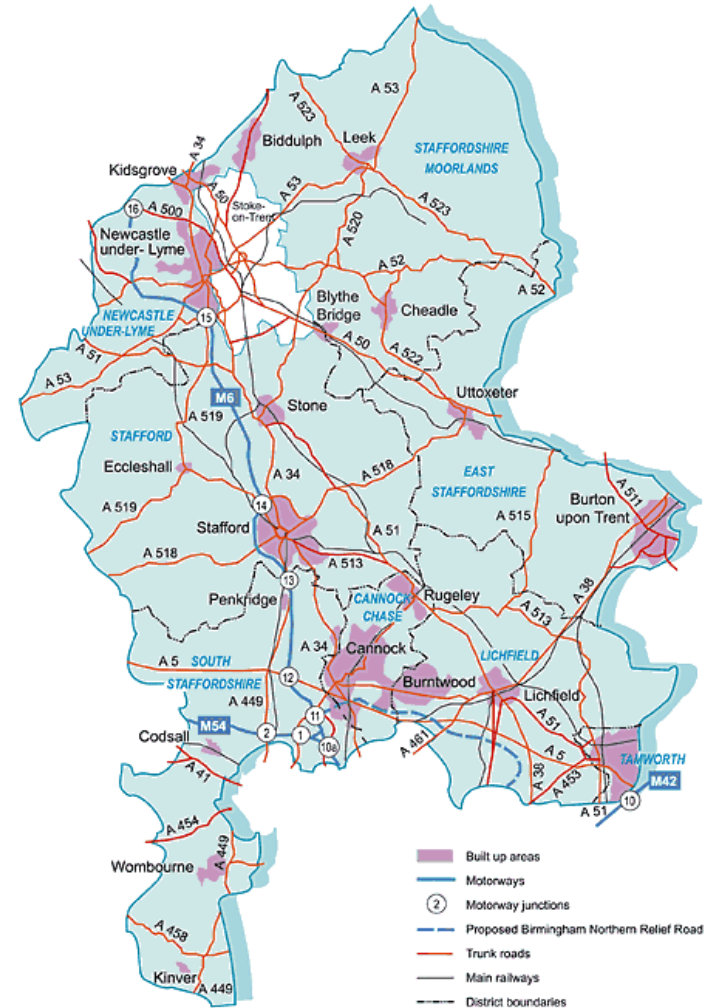 A 53
A 523
A 34
Biddulph
Leek
STAFFORDSHIRE
MOORLANDS
Kidsgrove
A 50
A 53
Stoke-
on-Trent
A 523
16
A 500
A 520
Newcastle
under- Lyme
A 52
A 52
Blythe
Bridge
Cheadle
NEWCASTLE
UNDER-LYME
15
A 50
A 522
A 51
A 53
M6
Uttoxeter
Stone
A 519
STAFFORD
Eccleshall
A 34
A 518
EAST
STAFFORDSHIRE
A 511
Burton
upon Trent
14
A 519
A 515
Stafford
A 51
A 518
A 513
13
A 38
Penkridge
CANNOCK
CHASE
Rugeley
A 513
A 34
Cannock
A 5
SOUTH
STAFFORDSHIRE
LICHFIELD
12
Burntwood
Lichfield
A 449
11
A 51
M54
Codsall
2
1
10a
A 461
A 5
TAMWORTH
A 41
A 38
A 453
M42
10
A 51
A 454
A 449
Wombourne
A 458
Kinver
A 449
Built up areas
Motorways
2
Motorway junctions
Proposed Birmingham Northern Relief Road
Trunk roads
Main railways
District boundaries